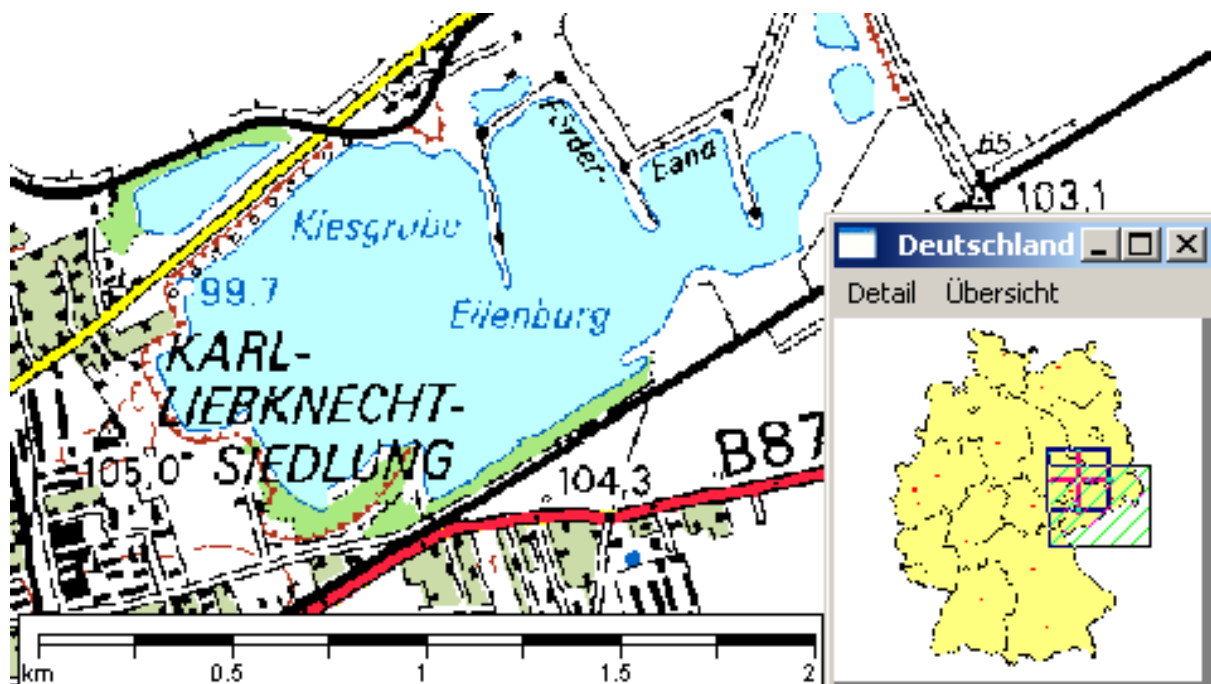 Förder-
Band
65
103,1
Kiesgrube
99.7
Eilenburg
KARL-
LIEBKNECHT-
SIEDLUNG
105,0
104,3
B87
km 0.5 1 1.5 2
Deutschland
Detail Übersicht